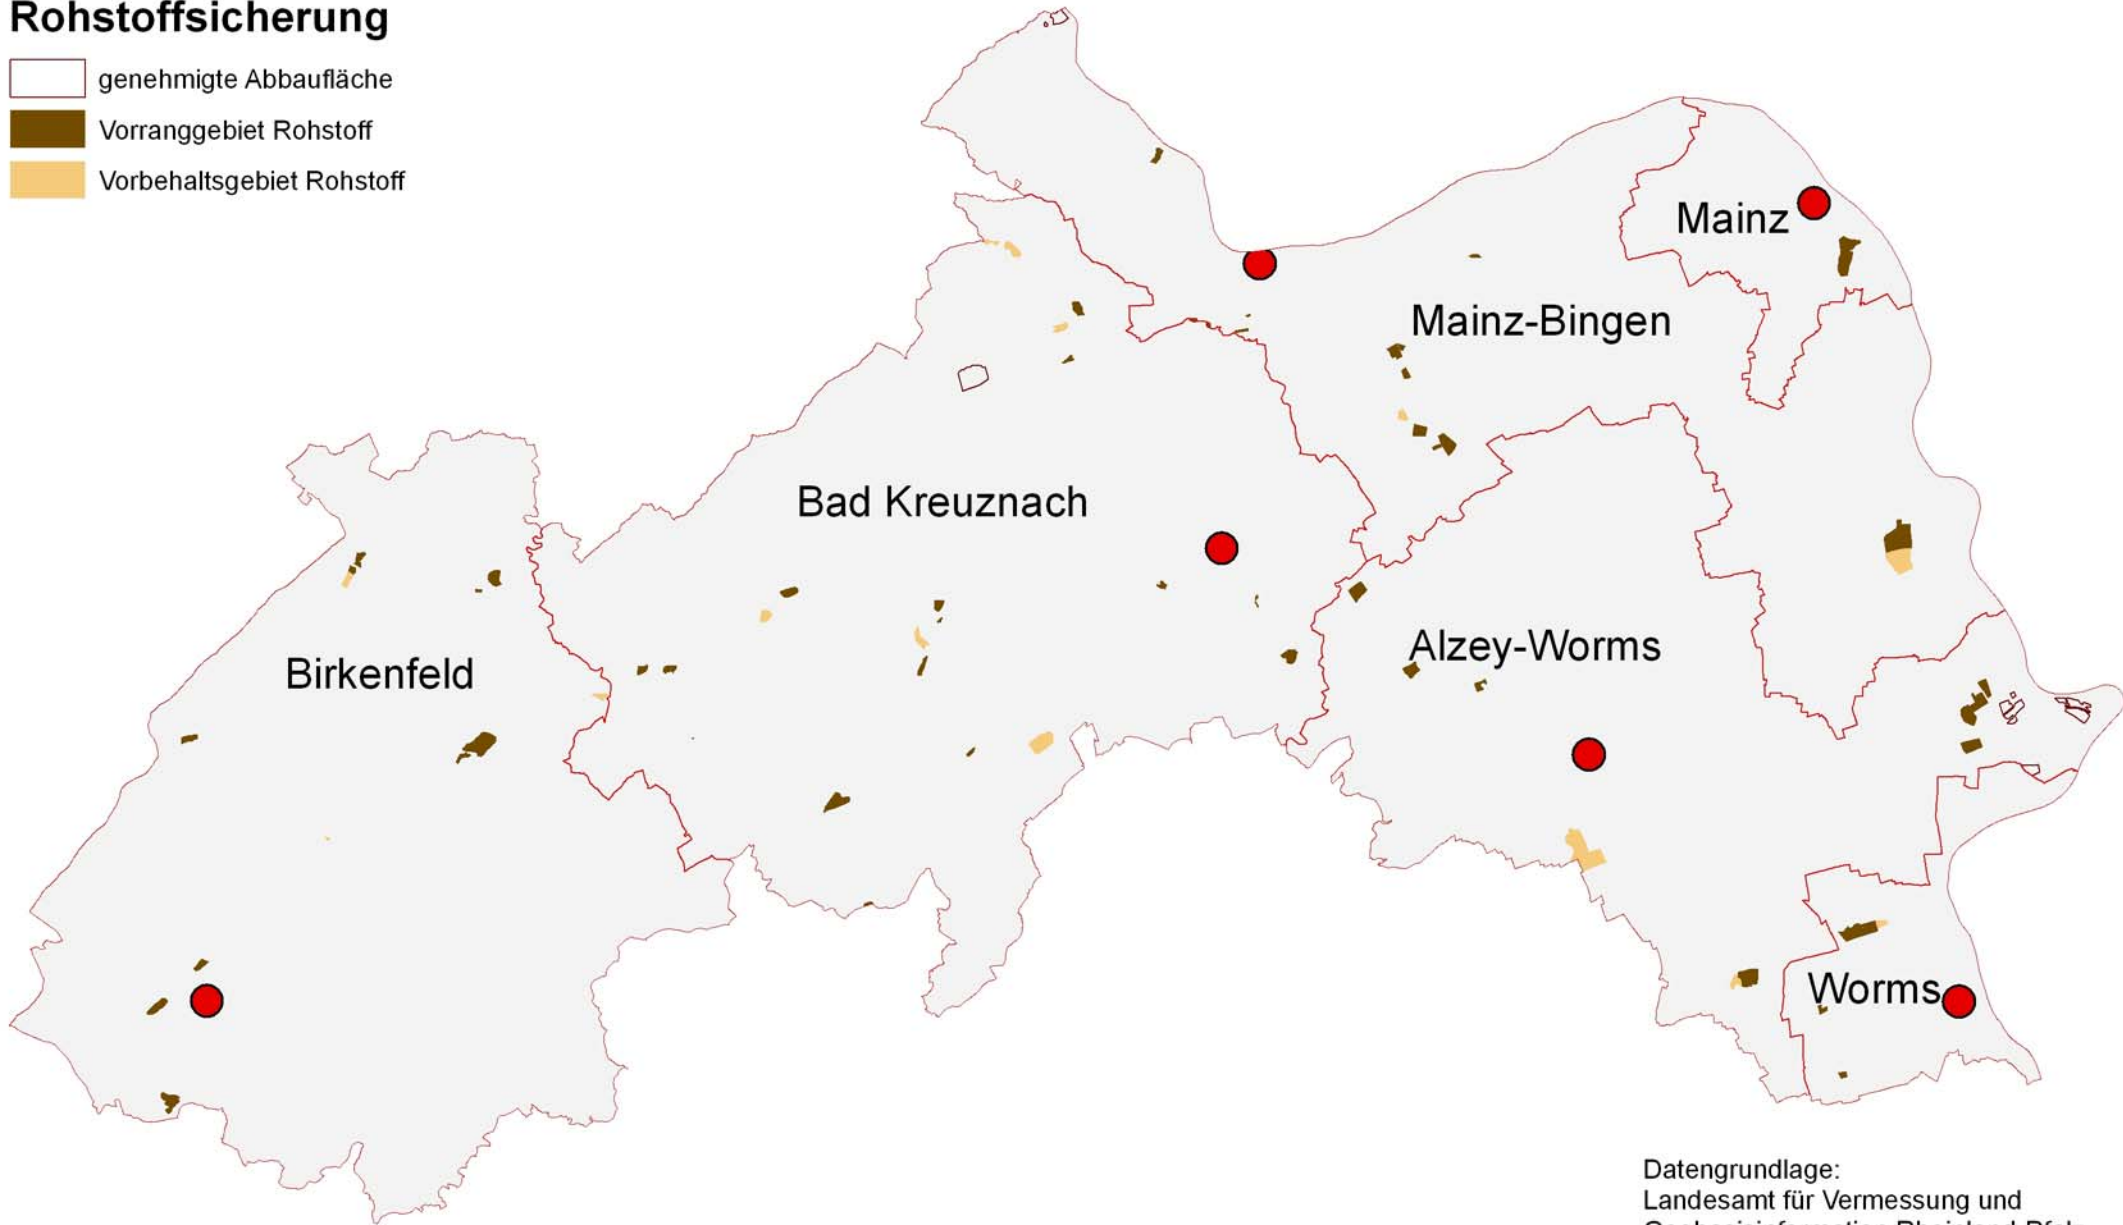 Rohstoffsicherung
genehmigte Abbaufläche
Vorranggebiet Rohstoff
Vorbehaltsgebiet Rohstoff
Mainz
Mainz-Bingen
Bad Kreuznach
Alzey-Worms
Birkenfeld
Worms
Datengrundlage:
Landesamt für Vermessung und